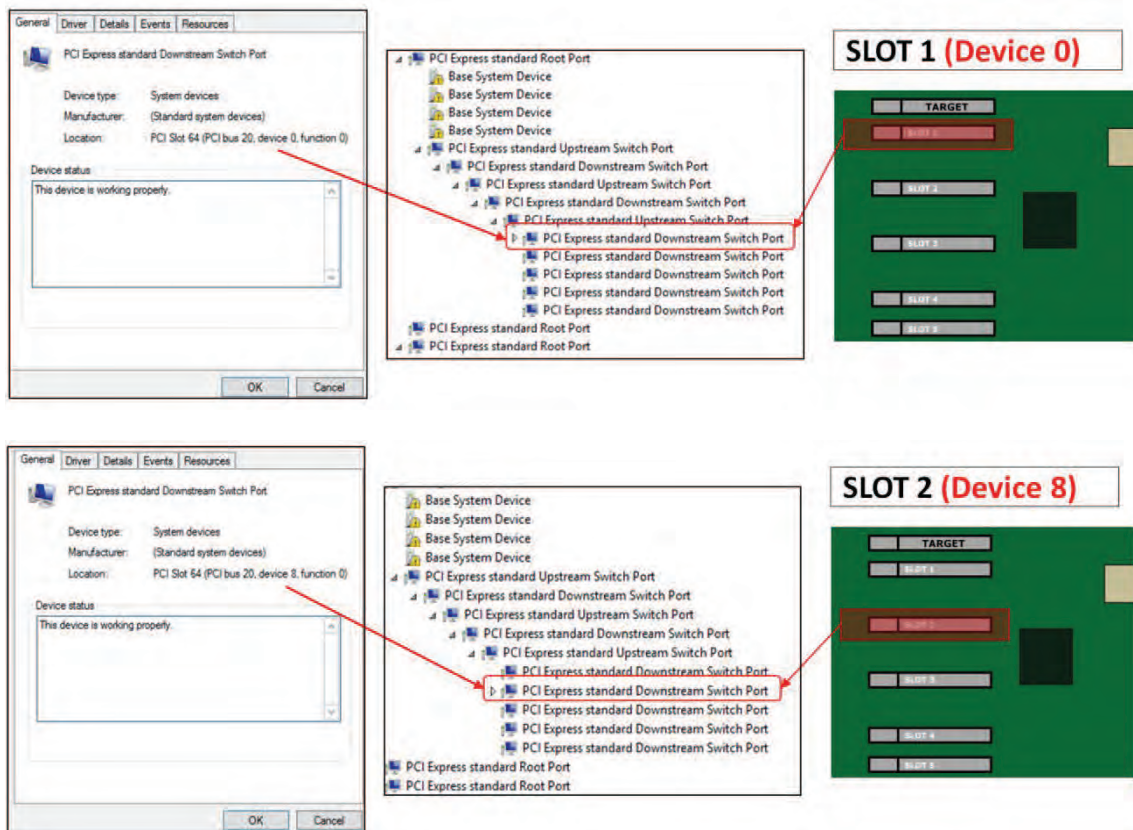 General Driver Details Events Resources
PCI Express standard Downstream Switch Port
Device type: System devices
Manufacturer: (Standard system devices)
Location: PCI Slot 64 (PCI bus 20, device 0, function 0)
Device status
This device is working properly.
OK Cancel
PCI Express standard Root Port
Base System Device
Base System Device
Base System Device
Base System Device
PCI Express standard Upstream Switch Port
PCI Express standard Downstream Switch Port
PCI Express standard Upstream Switch Port
PCI Express standard Downstream Switch Port
PCI Express standard Upstream Switch Port
PCI Express standard Downstream Switch Port
PCI Express standard Downstream Switch Port
PCI Express standard Downstream Switch Port
PCI Express standard Downstream Switch Port
PCI Express standard Downstream Switch Port
PCI Express standard Root Port
PCI Express standard Root Port
SLOT 1 (Device 0)
TARGET
SLOT 2
SLOT 3
SLOT 4
SLOT 5
General Driver Details Events Resources
PCI Express standard Downstream Switch Port
Device type: System devices
Manufacturer: (Standard system devices)
Location: PCI Slot 64 (PCI bus 20, device 8, function 0)
Device status
This device is working properly.
OK Cancel
Base System Device
Base System Device
Base System Device
Base System Device
PCI Express standard Upstream Switch Port
PCI Express standard Downstream Switch Port
PCI Express standard Upstream Switch Port
PCI Express standard Downstream Switch Port
PCI Express standard Upstream Switch Port
PCI Express standard Downstream Switch Port
PCI Express standard Downstream Switch Port
PCI Express standard Downstream Switch Port
PCI Express standard Downstream Switch Port
PCI Express standard Downstream Switch Port
PCI Express standard Root Port
PCI Express standard Root Port
SLOT 2 (Device 8)
TARGET
SLOT 1
SLOT 2
SLOT 3
SLOT 4
SLOT 5